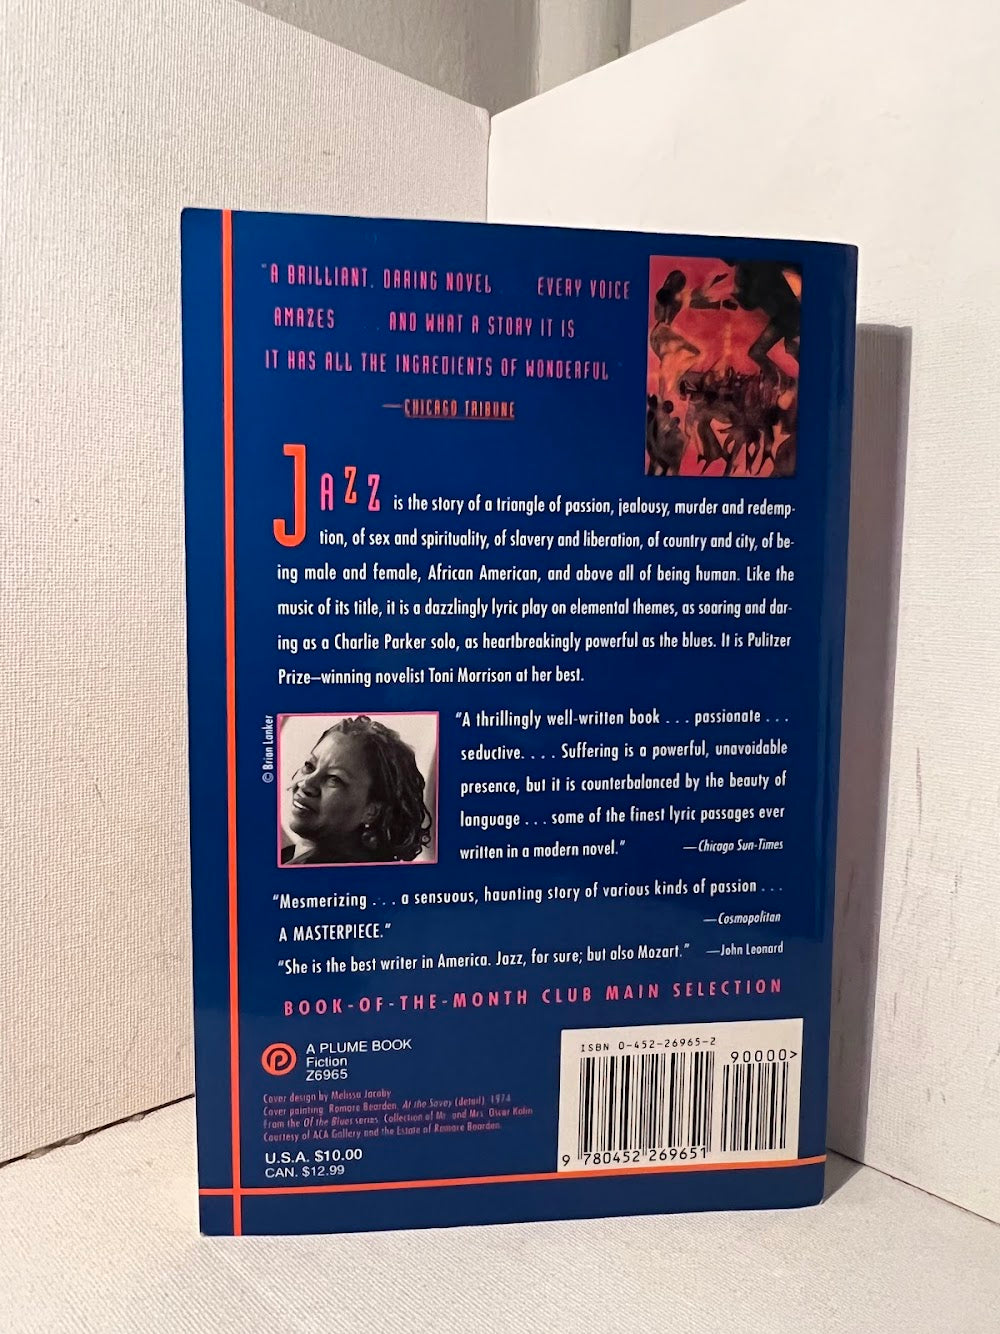 "A BRILLIANT, DARING NOVEL . . . EVERY VOICE
AMAZES . . . AND WHAT A STORY IT IS . . .
IT HAS ALL THE INGREDIENTS OF WONDERFUL."
—CHICAGO TRIBUNE
JAZZ is the story of a triangle of passion, jealousy, murder and redemp-
tion, of sex and spirituality, of slavery and liberation, of country and city, of be-
ing male and female, African American, and above all of being human. Like the
music of its title, it is a dazzlingly lyric play on elemental themes, as soaring and dar-
ing as a Charlie Parker solo, as heartbreakingly powerful as the blues. It is Pulitzer
Prize–winning novelist Toni Morrison at her best.
© Brian Lanker
"A thrillingly well-written book . . . passionate . . .
seductive. . . . Suffering is a powerful, unavoidable
presence, but it is counterbalanced by the beauty of
language . . . some of the finest lyric passages ever
written in a modern novel." —Chicago Sun-Times
"Mesmerizing . . . a sensuous, haunting story of various kinds of passion . . .
A MASTERPIECE." —Cosmopolitan
"She is the best writer in America. Jazz, for sure; but also Mozart." —John Leonard
BOOK-OF-THE-MONTH CLUB MAIN SELECTION
A PLUME BOOK
Fiction
Z6965
Cover design by Melissa Jacoby
Cover painting: Romare Bearden, At the Savoy (detail), 1974
From the Of the Blues series. Collection of Mr. and Mrs. Oscar Kolin
Courtesy of ACA Gallery and the Estate of Romare Bearden.
U.S.A. $10.00
CAN. $12.99
ISBN 0-452-26965-2
90000>
9 780452 269651